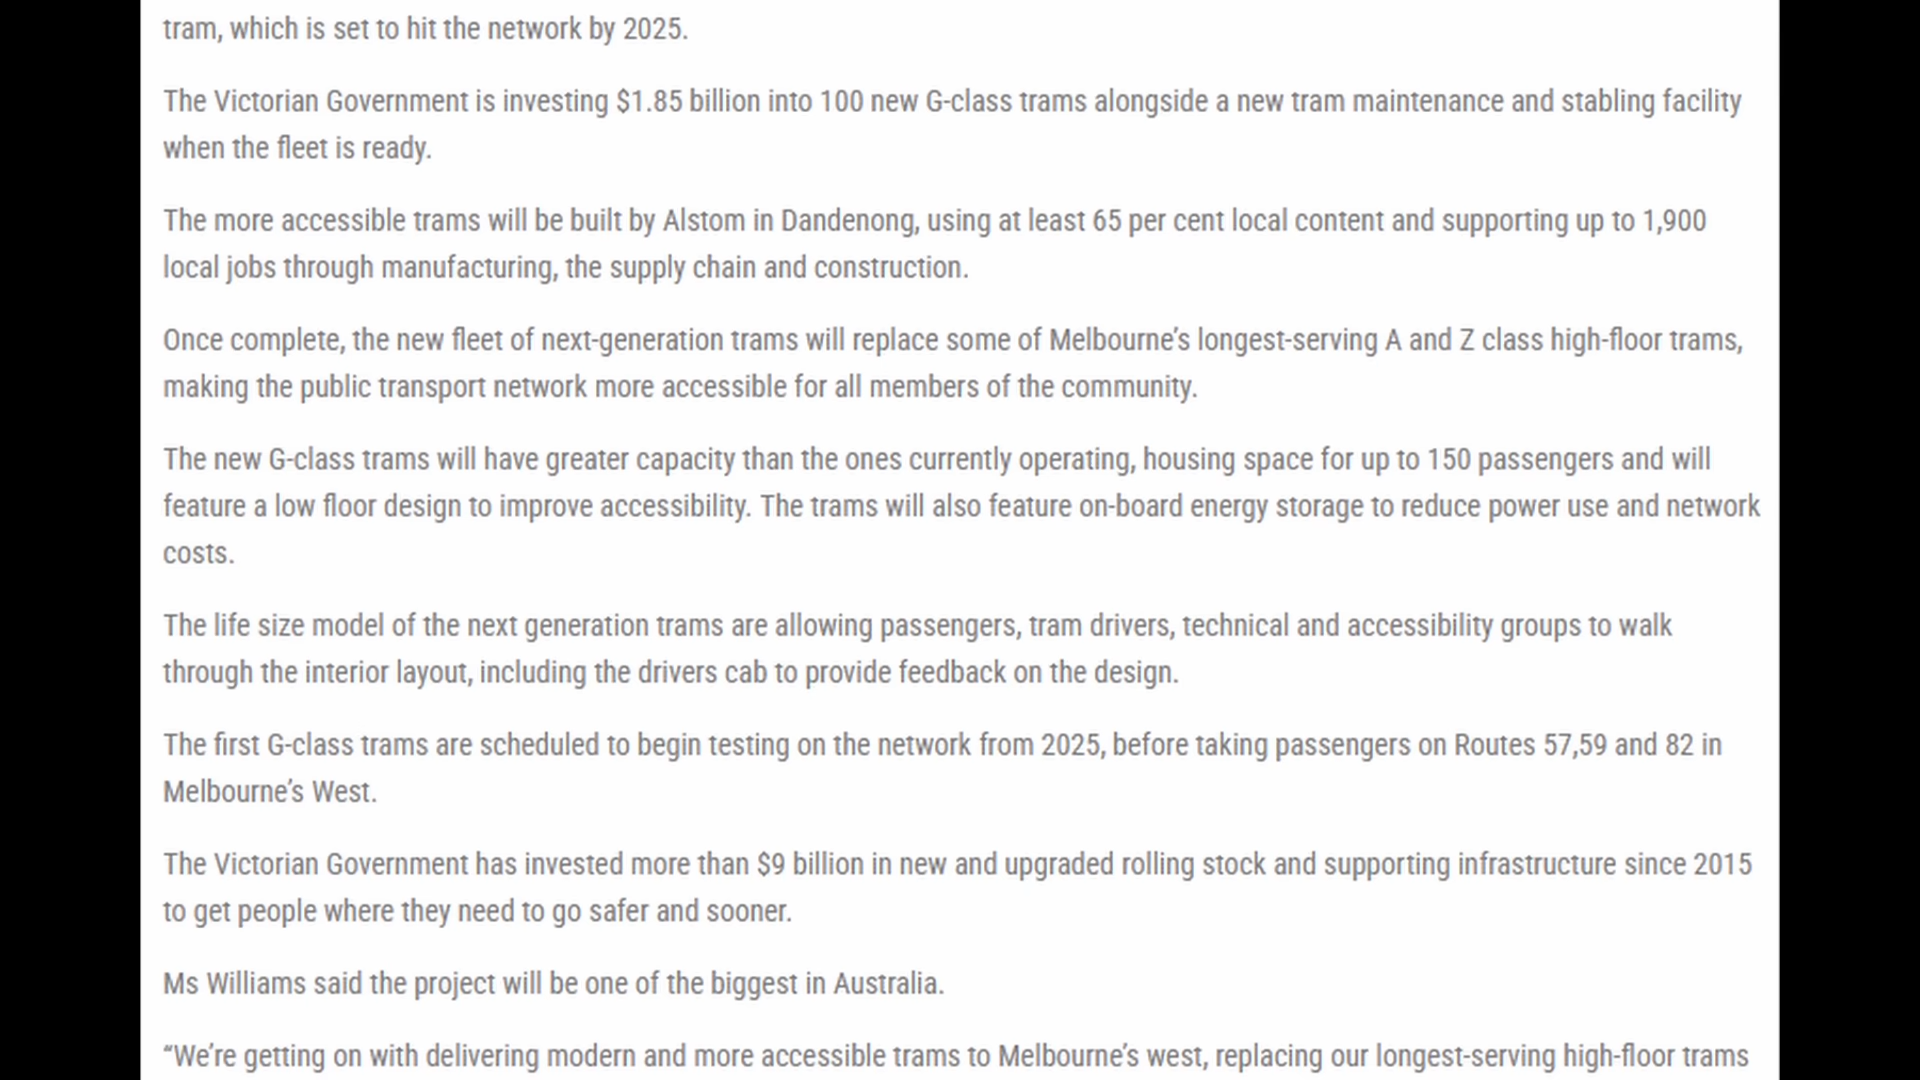 tram, which is set to hit the network by 2025.
The Victorian Government is investing $1.85 billion into 100 new G-class trams alongside a new tram maintenance and stabling facility
when the fleet is ready.
The more accessible trams will be built by Alstom in Dandenong, using at least 65 per cent local content and supporting up to 1,900
local jobs through manufacturing, the supply chain and construction.
Once complete, the new fleet of next-generation trams will replace some of Melbourne’s longest-serving A and Z class high-floor trams,
making the public transport network more accessible for all members of the community.
The new G-class trams will have greater capacity than the ones currently operating, housing space for up to 150 passengers and will
feature a low floor design to improve accessibility. The trams will also feature on-board energy storage to reduce power use and network
costs.
The life size model of the next generation trams are allowing passengers, tram drivers, technical and accessibility groups to walk
through the interior layout, including the drivers cab to provide feedback on the design.
The first G-class trams are scheduled to begin testing on the network from 2025, before taking passengers on Routes 57,59 and 82 in
Melbourne’s West.
The Victorian Government has invested more than $9 billion in new and upgraded rolling stock and supporting infrastructure since 2015
to get people where they need to go safer and sooner.
Ms Williams said the project will be one of the biggest in Australia.
“We’re getting on with delivering modern and more accessible trams to Melbourne’s west, replacing our longest-serving high-floor trams